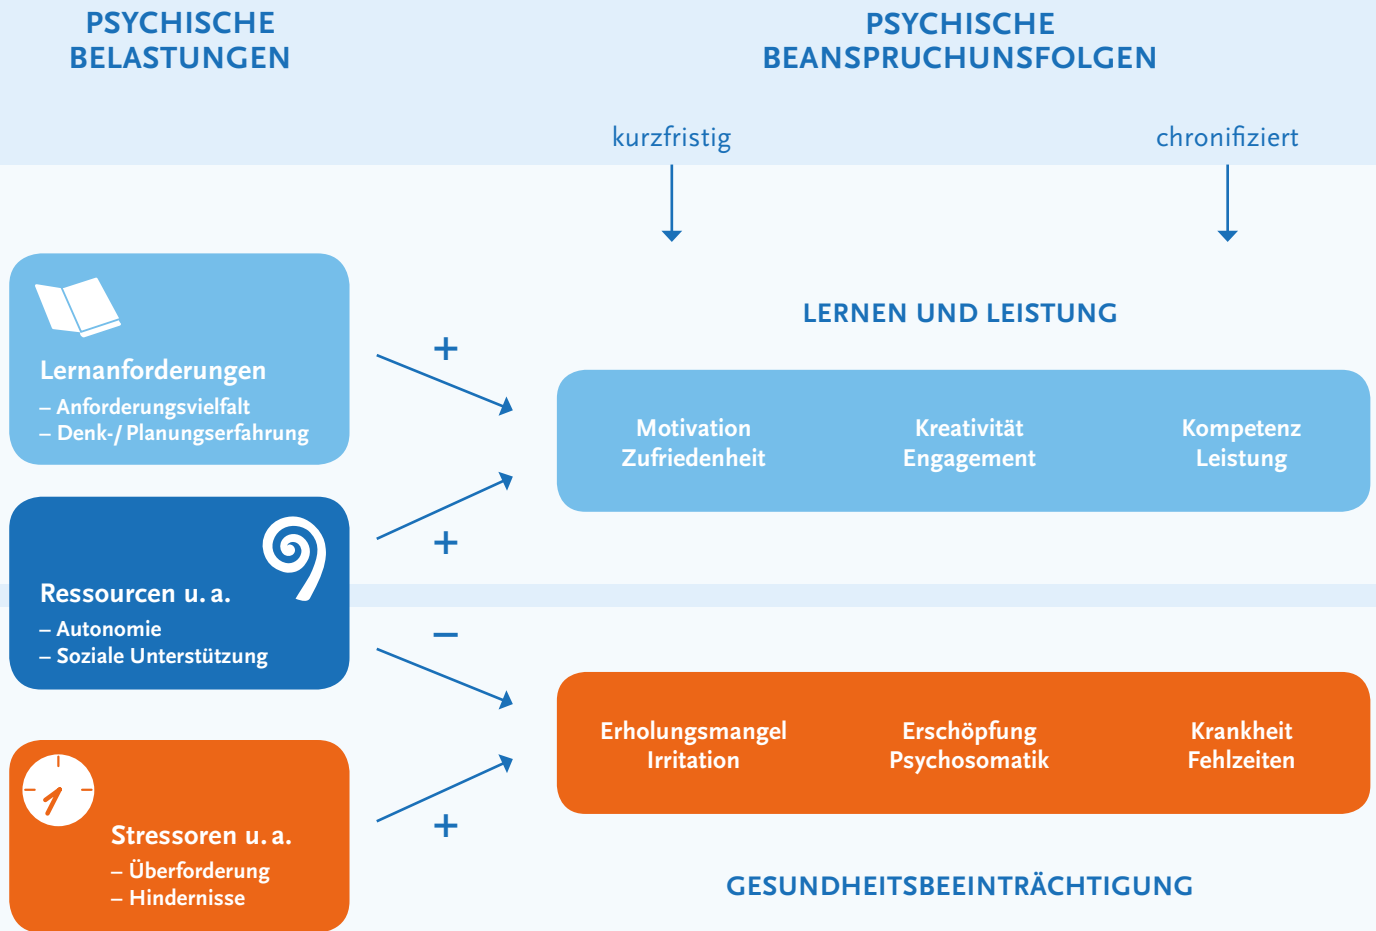 PSYCHISCHE
BELASTUNGEN
PSYCHISCHE
BEANSPRUCHUNSFOLGEN
kurzfristig
chronifiziert
Lernanforderungen
– Anforderungsvielfalt
– Denk-/ Planungserfahrung
Ressourcen u. a.
– Autonomie
– Soziale Unterstützung
Stressoren u. a.
– Überforderung
– Hindernisse
+
+
–
+
LERNEN UND LEISTUNG
Motivation
Zufriedenheit
Kreativität
Engagement
Kompetenz
Leistung
Erholungsmangel
Irritation
Erschöpfung
Psychosomatik
Krankheit
Fehlzeiten
GESUNDHEITSBEEINTRÄCHTIGUNG